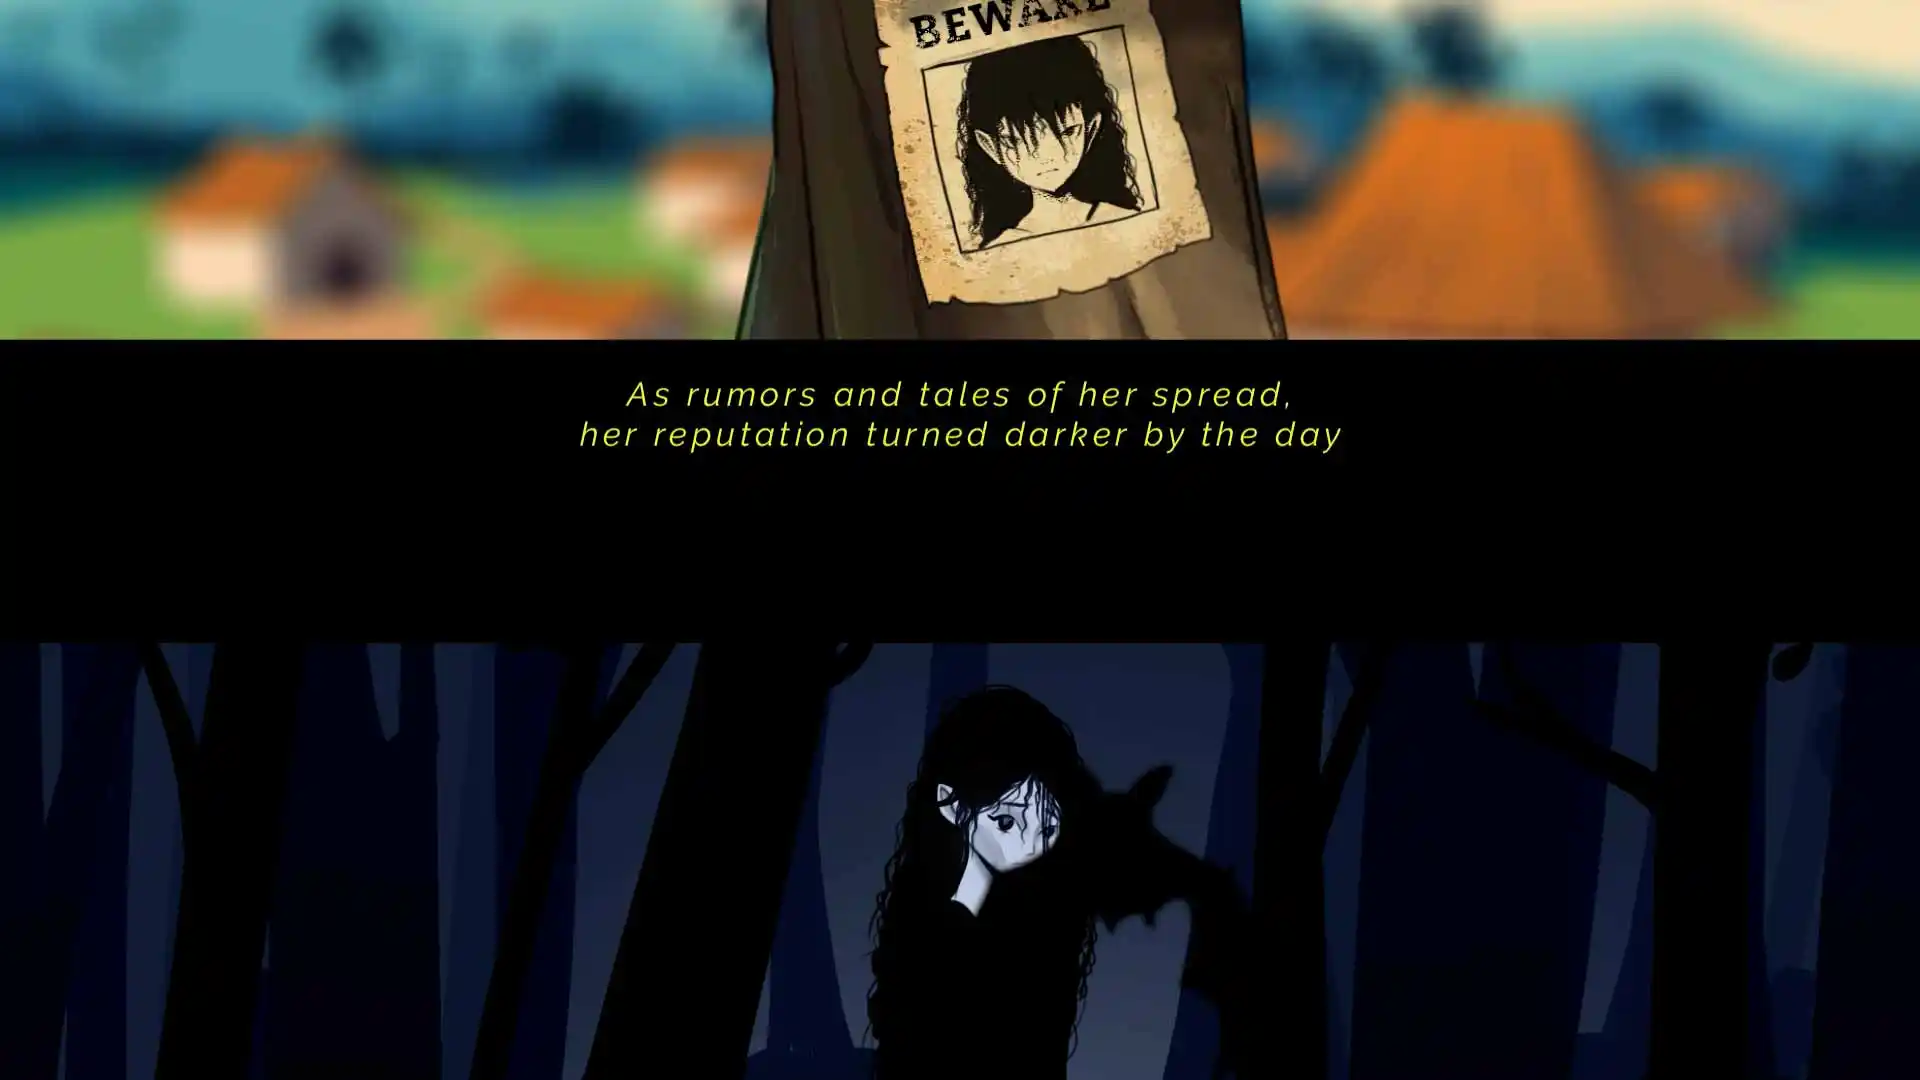 BEWARE
As rumors and tales of her spread,
her reputation turned darker by the day